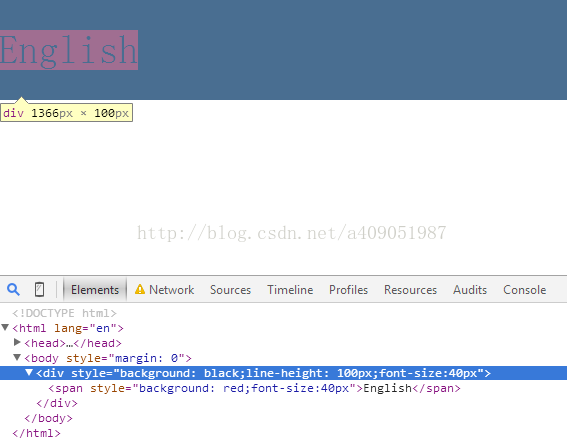 English
div 1366px × 100px
http://blog.csdn.net/a409051987
Elements Network Sources Timeline Profiles Resources Audits Console
<!DOCTYPE html>
<html lang="en">
<head>…</head>
<body style="margin: 0">
<div style="background: black;line-height: 100px;font-size:40px">
<span style="background: red;font-size:40px">English</span>
</div>
</body>
</html>